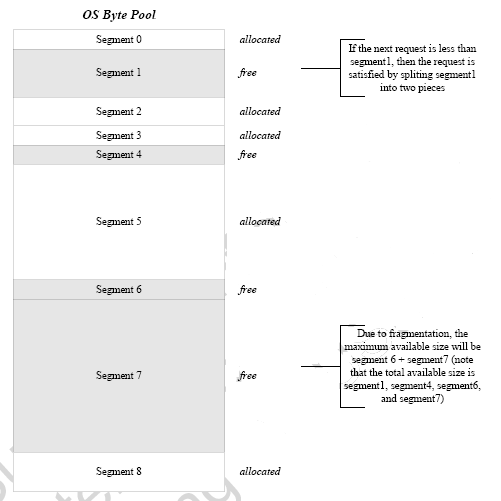 OS Byte Pool
Segment 0 allocated
Segment 1 free
If the next request is less than
segment1, then the request is
satisfied by spliting segment1
into two pieces
Segment 2 allocated
Segment 3 allocated
Segment 4 free
Segment 5 allocated
Segment 6 free
Segment 7 free
Due to fragmentation, the
maximum available size will be
segment 6 + segment7 (note
that the total available size is
segment1, segment4, segment6,
and segment7)
Segment 8 allocated